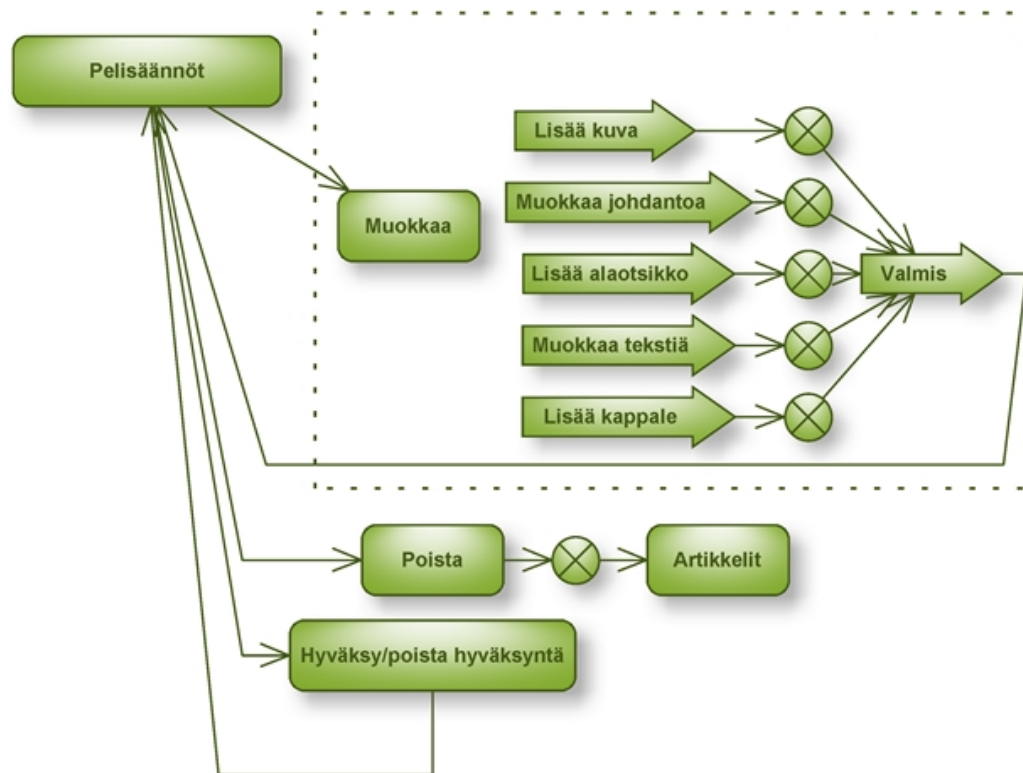 Pelisäännöt
Muokkaa
Lisää kuva
Muokkaa johdantoa
Lisää alaotsikko
Muokkaa tekstiä
Lisää kappale
Valmis
Poista
Artikkelit
Hyväksy/poista hyväksyntä